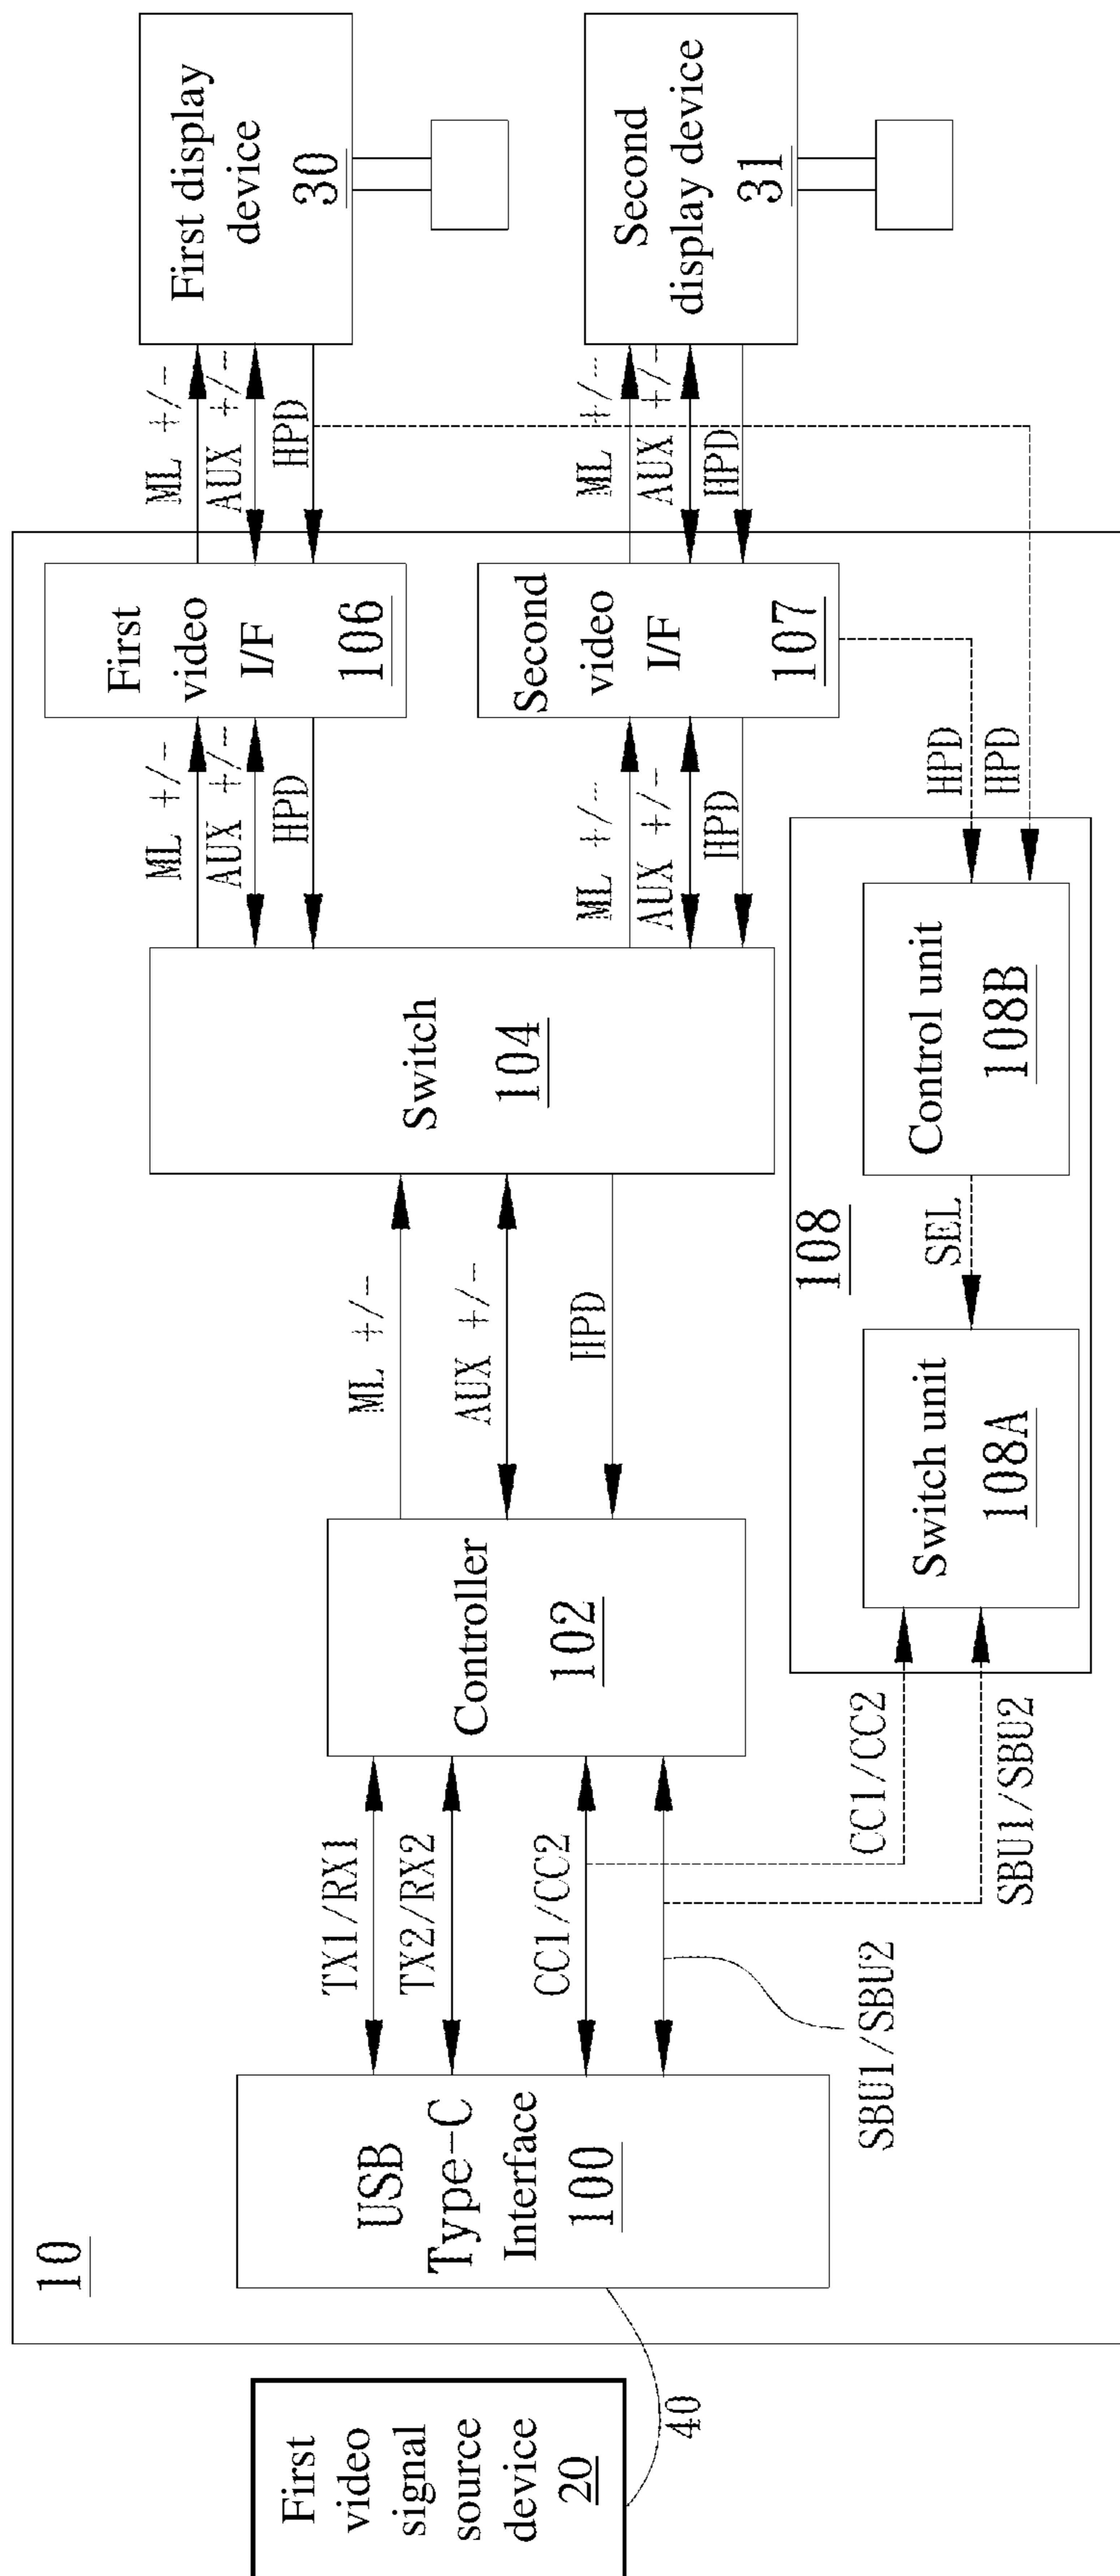 10
First
video
signal
source
device
20
40
USB
Type-C
Interface
100
TX1/RX1
TX2/RX2
CC1/CC2
SBU1/SBU2
CC1/CC2
SBU1/SBU2
Controller
102
ML +/-
AUX +/-
HPD
Switch
104
ML +/-
AUX +/-
HPD
ML +/-
AUX +/-
HPD
First
video
I/F
106
Second
video
I/F
107
ML +/-
AUX +/-
HPD
ML +/-
AUX +/-
HPD
First display
device
30
Second
display device
31
108
Switch unit
108A
SEL
Control unit
108B
HPD
HPD